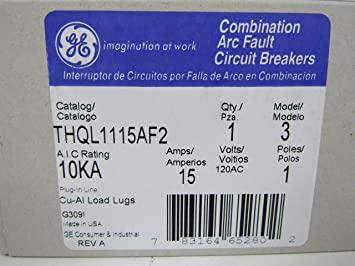 GE
imagination at work
Combination
Arc Fault
Circuit Breakers
Interruptor de Circuitos por Falla de Arco en Combinación
Catalog/
Catalogo
THQL1115AF2
Qty./
Pza.
1
Model/
Modelo
3
A.I.C Rating
10KA
Amps/
Amperios
15
Volts/
Voltios
120AC
Poles/
Polos
1
Plug-In Line
Cu-Al Load Lugs
G309I
Made in USA
GE Consumer & Industrial
REV A
7 83164 65280 2